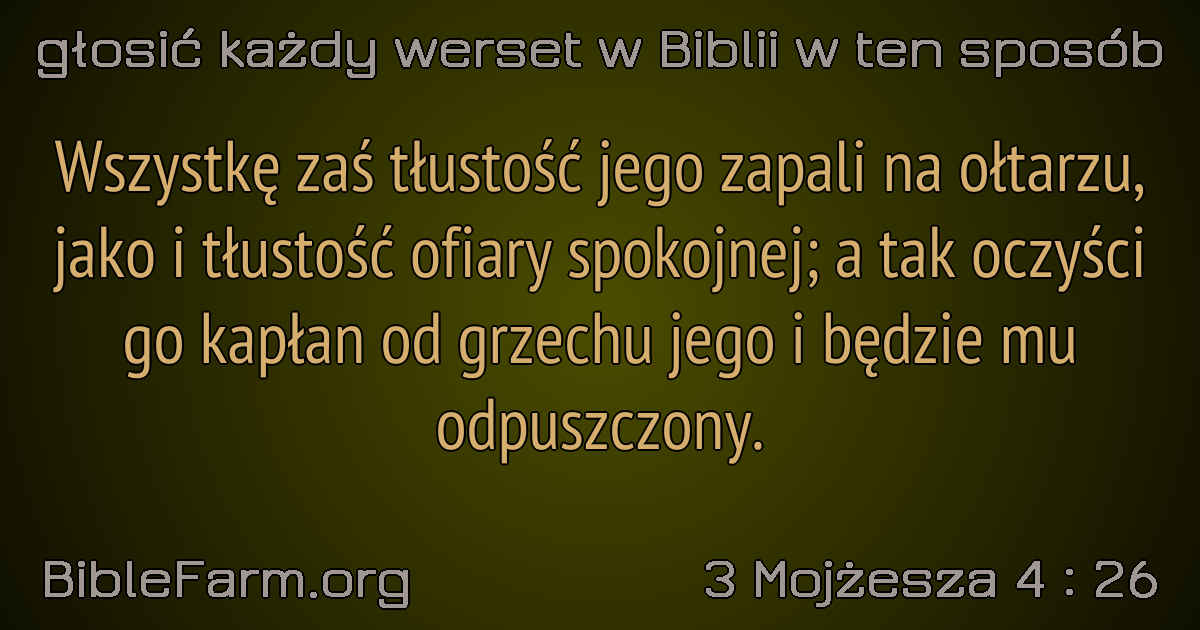 głosić każdy werset w Biblii w ten sposób
Wszystkę zaś tłustość jego zapali na ołtarzu,
jako i tłustość ofiary spokojnej; a tak oczyści
go kapłan od grzechu jego i będzie mu
odpuszczony.
BibleFarm.org
3 Mojżesza 4 : 26